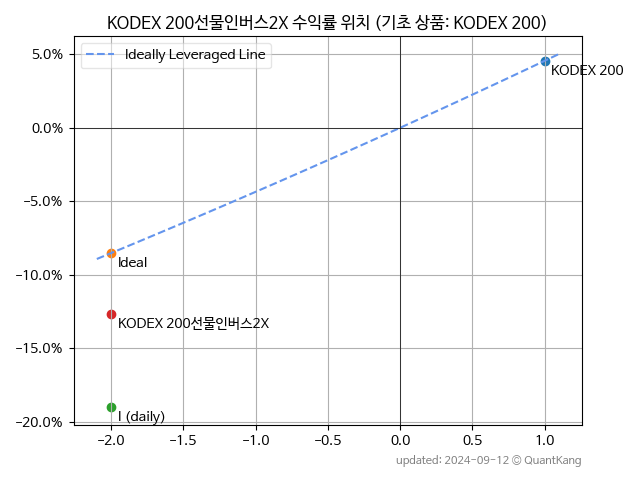 KODEX 200선물인버스2X 수익률 위치 (기초 상품: KODEX 200)
Ideally Leveraged Line
5.0%
KODEX 200
0.0%
−5.0%
Ideal
−10.0%
KODEX 200선물인버스2X
−15.0%
I (daily)
−20.0%
−2.0 −1.5 −1.0 −0.5 0.0 0.5 1.0
updated: 2024-09-12 © QuantKang